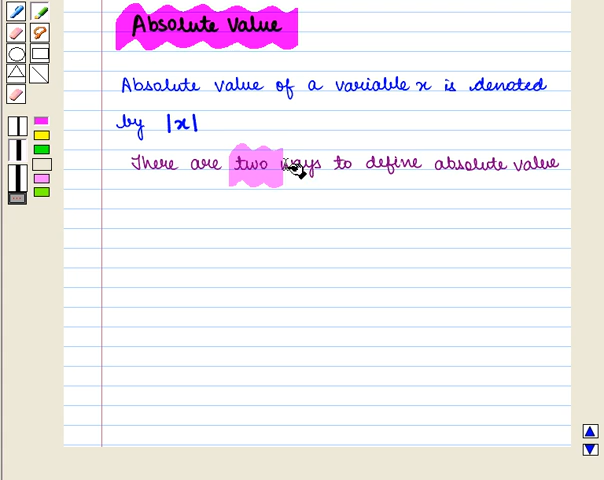 Absolute Value
Absolute value of a variable x is denoted
by |x|
There are two ways to define absolute value